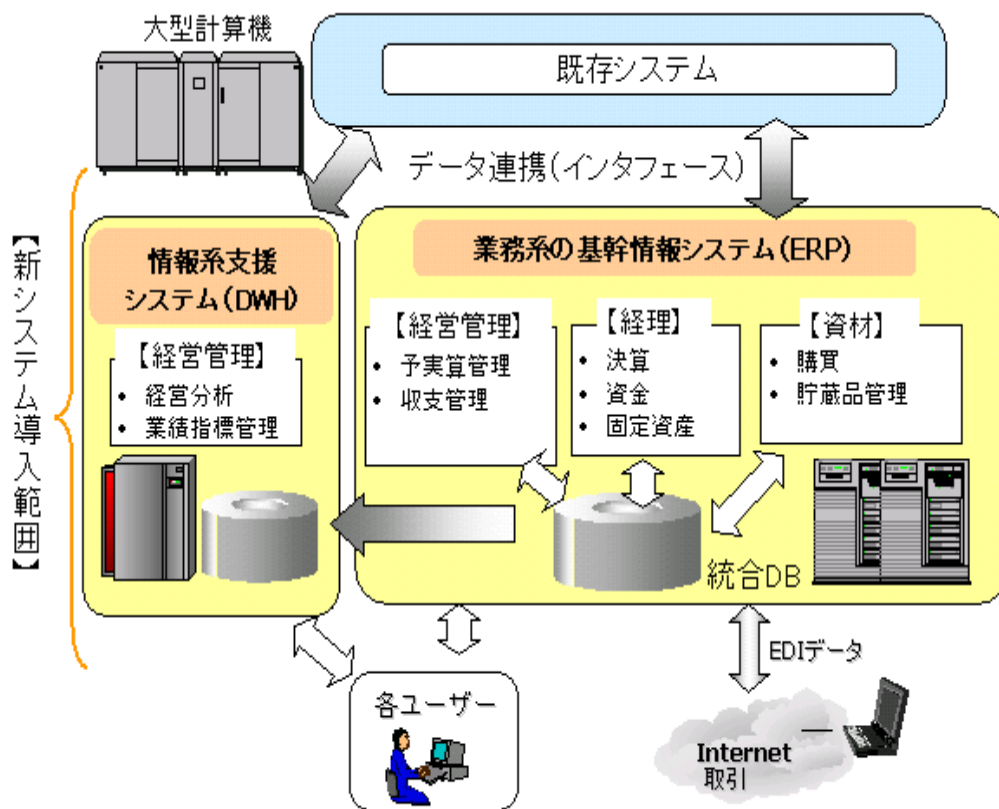 大型計算機
既存システム
データ連携(インタフェース)
【新システム導入範囲】
情報系支援
システム(DWH)
【経営管理】
• 経営分析
• 業績指標管理
業務系の基幹情報システム(ERP)
【経営管理】
• 予実算管理
• 収支管理
【経理】
• 決算
• 資金
• 固定資産
【資材】
• 購買
• 貯蔵品管理
統合DB
EDIデータ
各ユーザー
Internet
取引